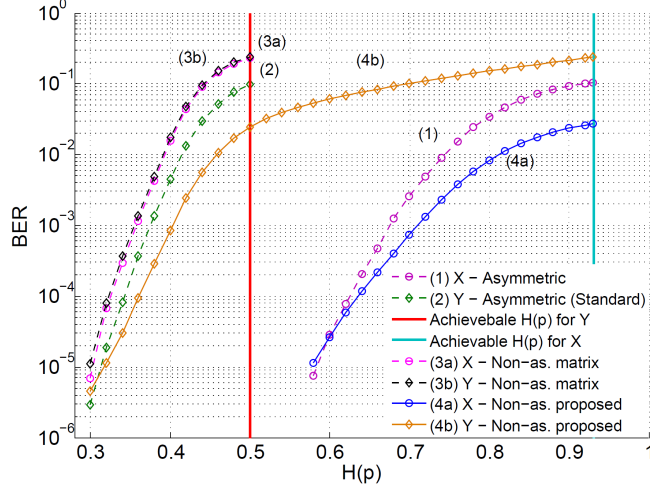 10^0
10^-1
10^-2
10^-3
10^-4
10^-5
10^-6
BER
(3b)
(3a)
(2)
(4b)
(1)
(4a)
(1) X − Asymmetric
(2) Y − Asymmetric (Standard)
Achievebale H(p) for Y
Achievable H(p) for X
(3a) X − Non−as. matrix
(3b) Y − Non−as. matrix
(4a) X − Non−as. proposed
(4b) Y − Non−as. proposed
0.3 0.4 0.5 0.6 0.7 0.8 0.9 1
H(p)